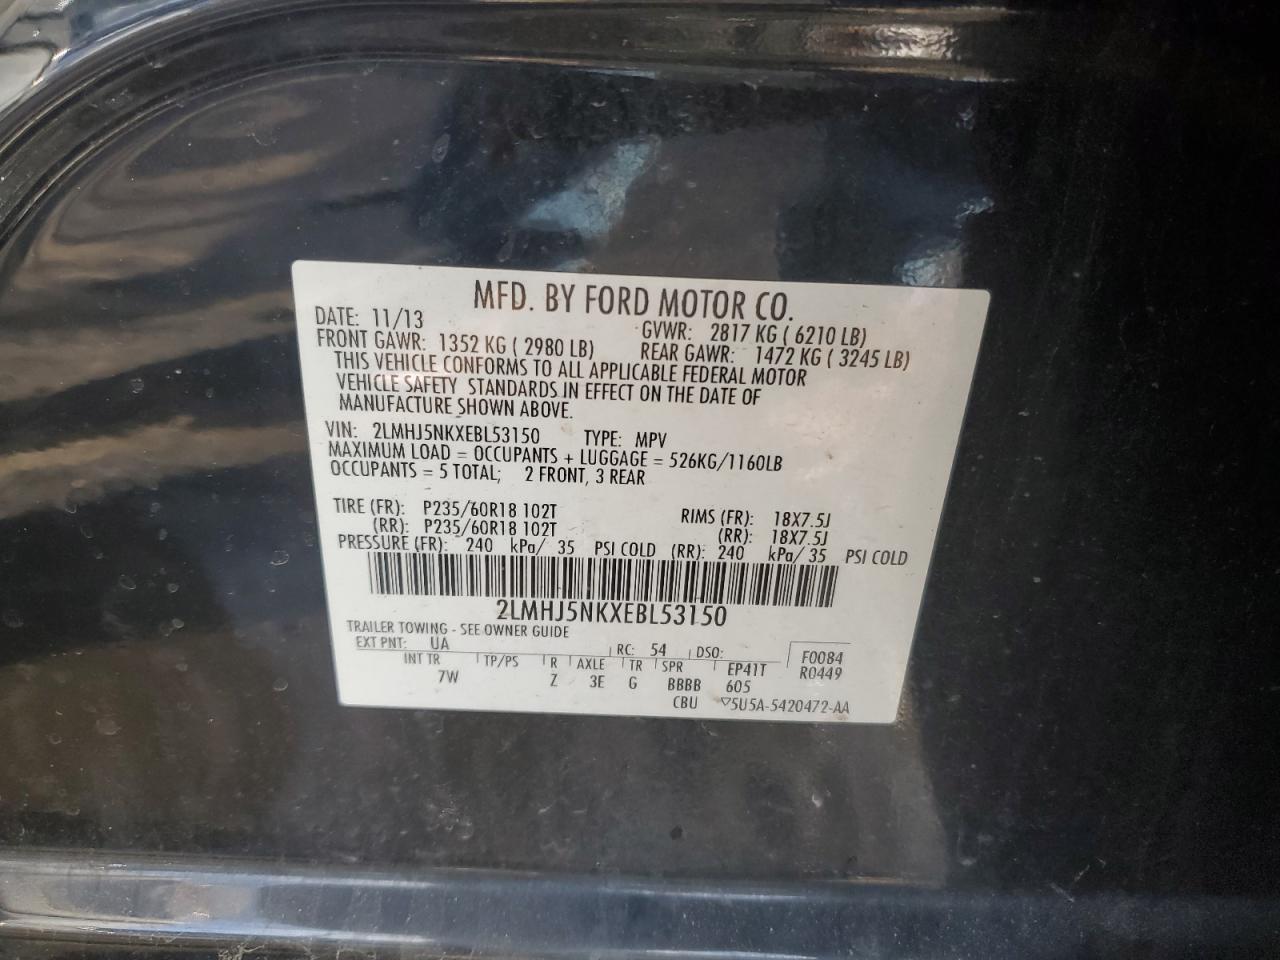 MFD. BY FORD MOTOR CO.
DATE: 11/13 GVWR: 2817 KG ( 6210 LB)
FRONT GAWR: 1352 KG ( 2980 LB) REAR GAWR: 1472 KG ( 3245 LB)
THIS VEHICLE CONFORMS TO ALL APPLICABLE FEDERAL MOTOR
VEHICLE SAFETY STANDARDS IN EFFECT ON THE DATE OF
MANUFACTURE SHOWN ABOVE.
VIN: 2LMHJ5NKXEBL53150 TYPE: MPV
MAXIMUM LOAD = OCCUPANTS + LUGGAGE = 526KG/1160LB
OCCUPANTS = 5 TOTAL; 2 FRONT, 3 REAR
TIRE (FR): P235/60R18 102T RIMS (FR): 18X7.5J
(RR): P235/60R18 102T (RR): 18X7.5J
PRESSURE (FR): 240 kPa/ 35 PSI COLD (RR): 240 kPa/ 35 PSI COLD
2LMHJ5NKXEBL53150
TRAILER TOWING - SEE OWNER GUIDE
EXT PNT: UA RC: 54 DSO: F0084
INT TR TP/PS R AXLE TR SPR EP41T R0449
7W Z 3E G BBBB 605
CBU ▽5U5A-5420472-AA